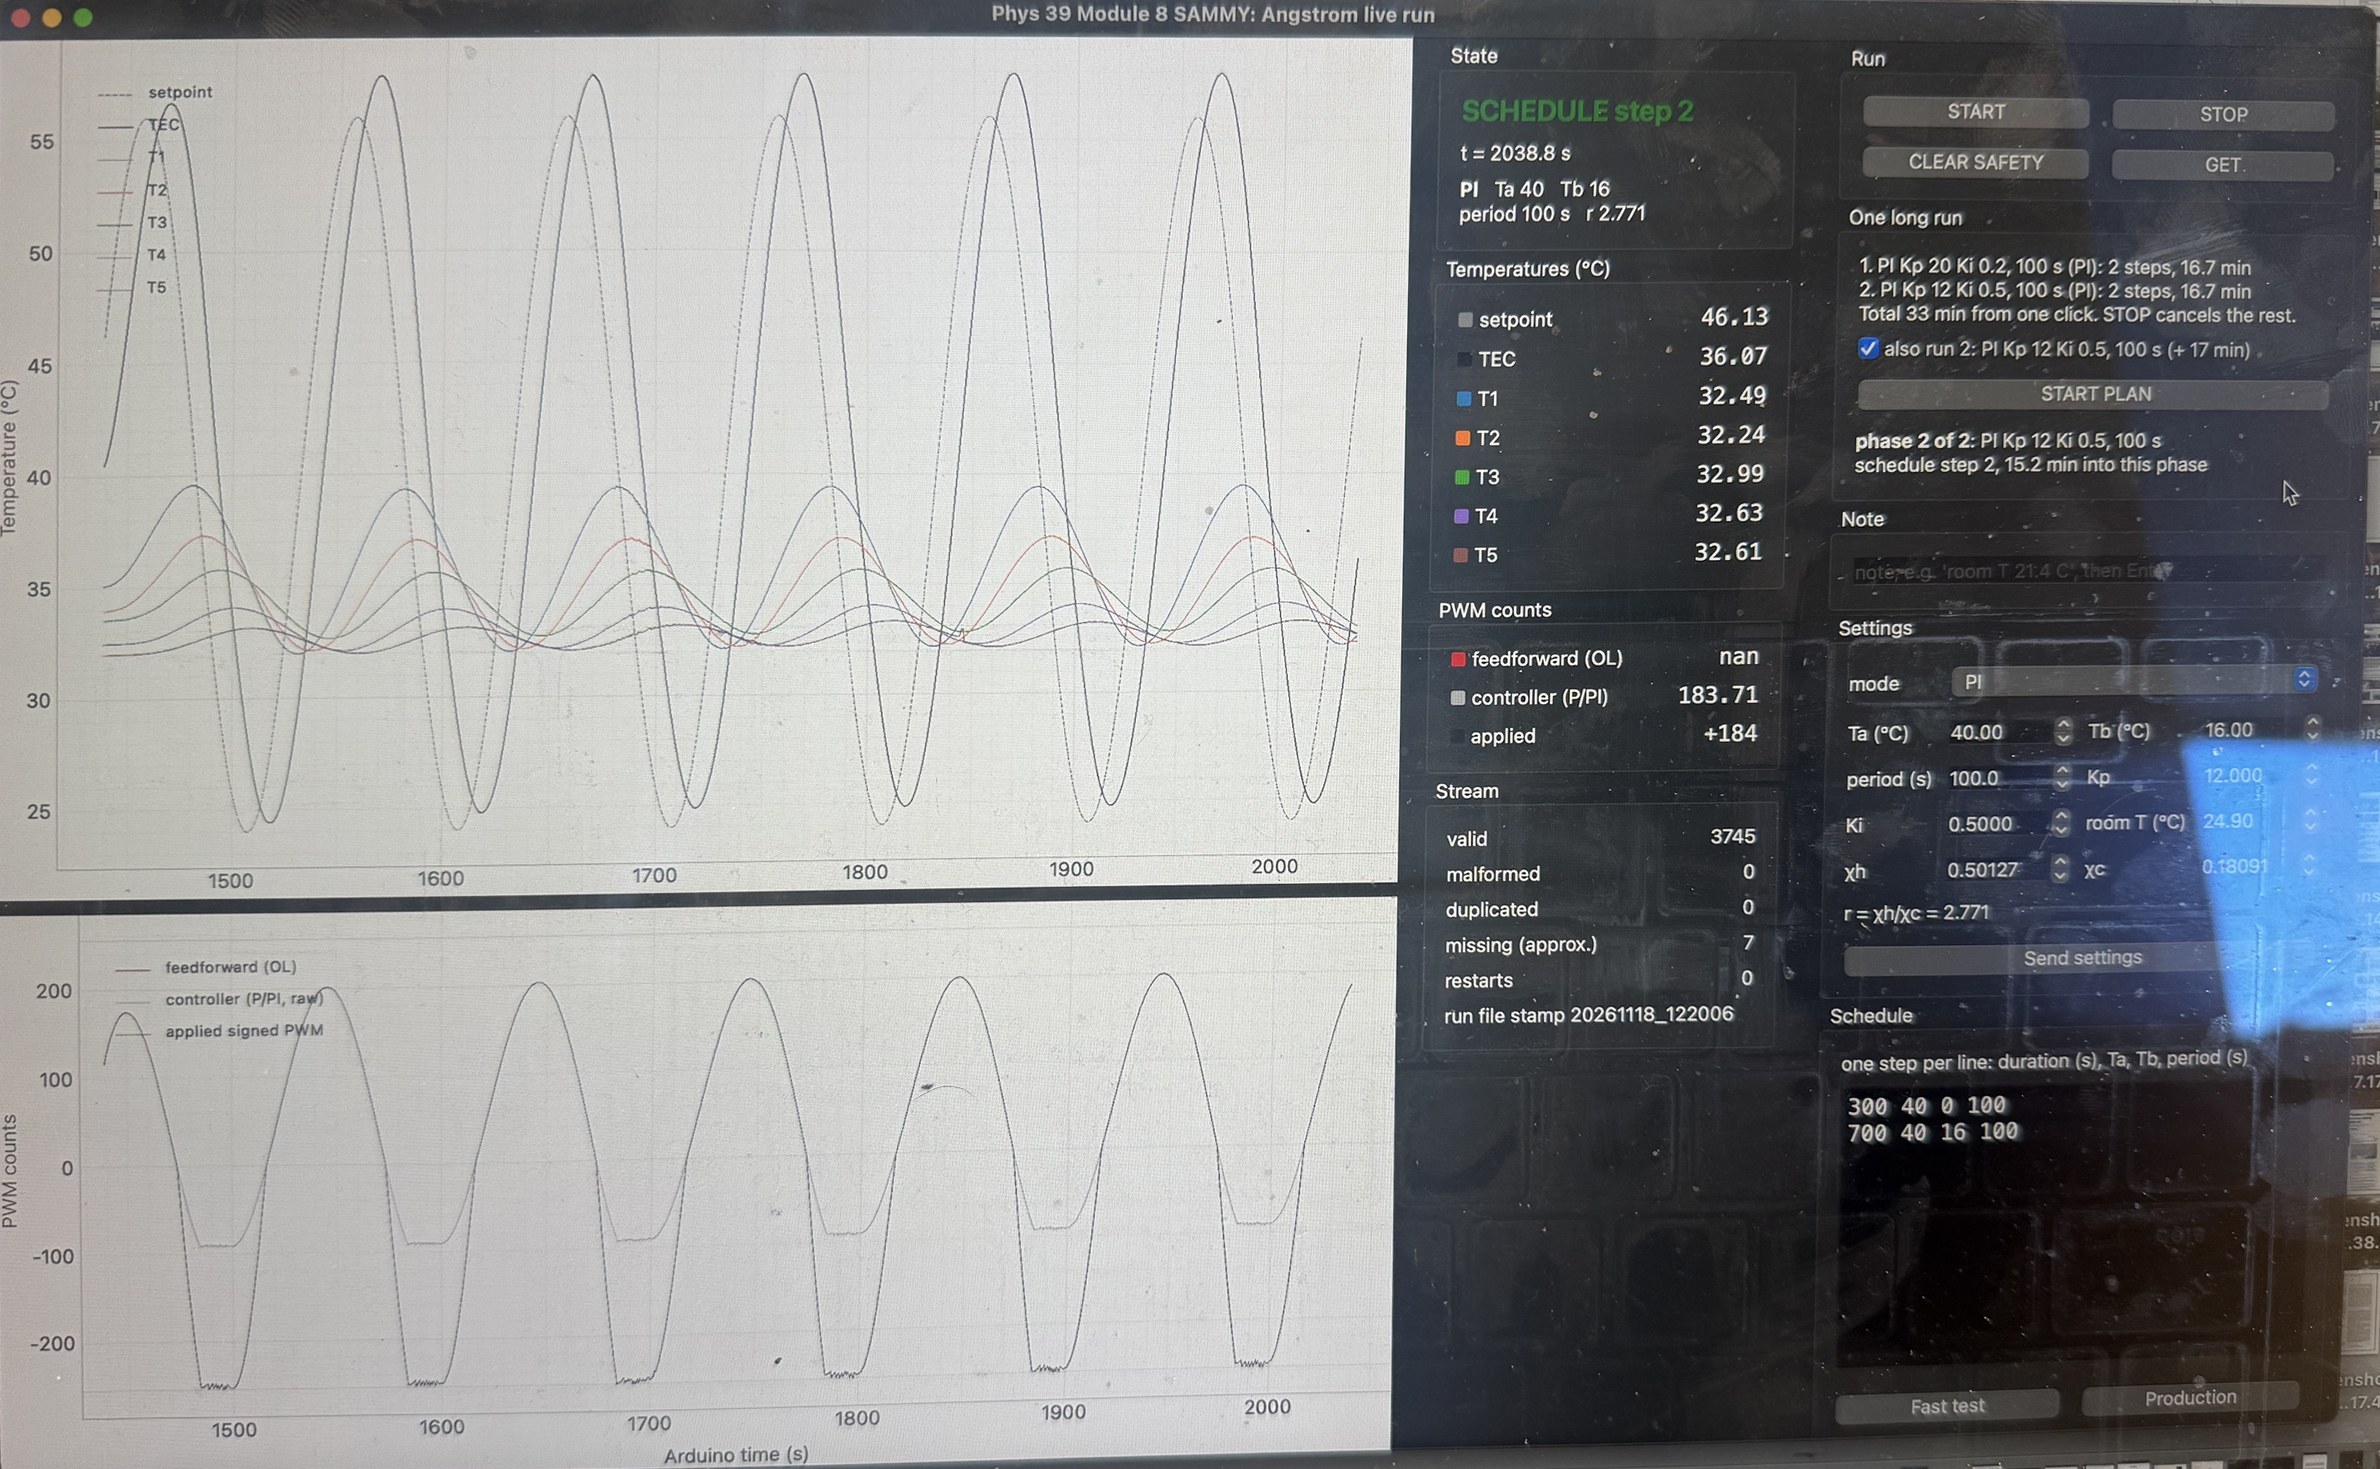 Phys 39 Module 8 SAMMY: Angstrom live run
setpoint
TEC
T1
T2
T3
T4
T5
55
50
45
40
35
30
25
Temperature (°C)
1500
1600
1700
1800
1900
2000
feedforward (OL)
controller (P/PI, raw)
applied signed PWM
200
100
0
-100
-200
PWM counts
1500
1600
1700
1800
1900
2000
Arduino time (s)
State
SCHEDULE step 2
t = 2038.8 s
PI Ta 40 Tb 16
period 100 s r 2.771
Temperatures (°C)
setpoint 46.13
TEC 36.07
T1 32.49
T2 32.24
T3 32.99
T4 32.63
T5 32.61
PWM counts
feedforward (OL) nan
controller (P/PI) 183.71
applied +184
Stream
valid 3745
malformed 0
duplicated 0
missing (approx.) 7
restarts 0
run file stamp 20261118_122006
Run
START STOP
CLEAR SAFETY GET
One long run
1. PI Kp 20 Ki 0.2, 100 s (PI): 2 steps, 16.7 min
2. PI Kp 12 Ki 0.5, 100 s (PI): 2 steps, 16.7 min
Total 33 min from one click. STOP cancels the rest.
also run 2: PI Kp 12 Ki 0.5, 100 s (+ 17 min)
START PLAN
phase 2 of 2: PI Kp 12 Ki 0.5, 100 s
schedule step 2, 15.2 min into this phase
Note
note, e.g. 'room T 21.4 C', then Enter
Settings
mode PI
Ta (°C) 40.00 Tb (°C) 16.00
period (s) 100.0 Kp 12.000
Ki 0.5000 room T (°C) 24.90
χh 0.50127 χc 0.18091
r = χh/χc = 2.771
Send settings
Schedule
one step per line: duration (s), Ta, Tb, period (s)
300 40 0 100
700 40 16 100
Fast test Production